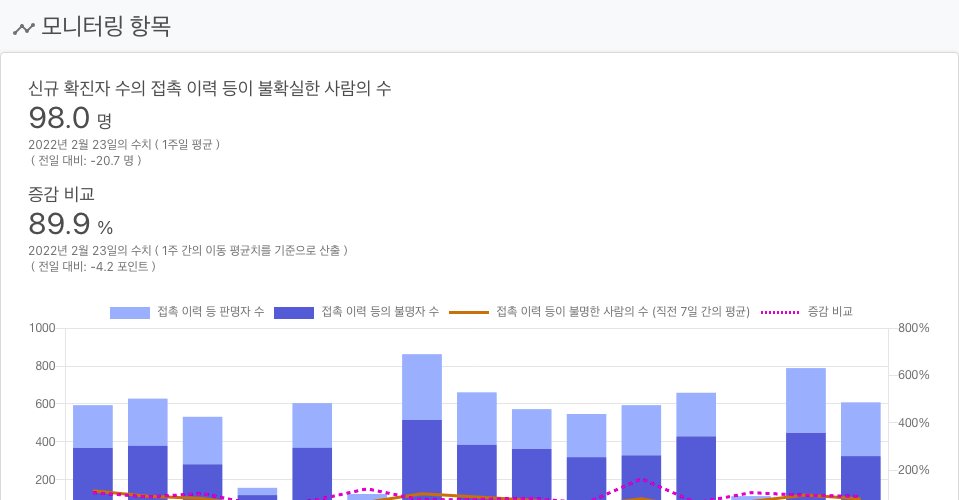 모니터링 항목
신규 확진자 수의 접촉 이력 등이 불확실한 사람의 수
98.0 명
2022년 2월 23일의 수치 ( 1주일 평균 )
( 전일 대비: -20.7 명 )
증감 비교
89.9 %
2022년 2월 23일의 수치 ( 1주 간의 이동 평균치를 기준으로 산출 )
( 전일 대비: -4.2 포인트 )
접촉 이력 등 판명자 수 접촉 이력 등의 불명자 수 접촉 이력 등이 불명한 사람의 수 (직전 7일 간의 평균) 증감 비교
1000 800%
800
600%
600
400%
400
200%
200